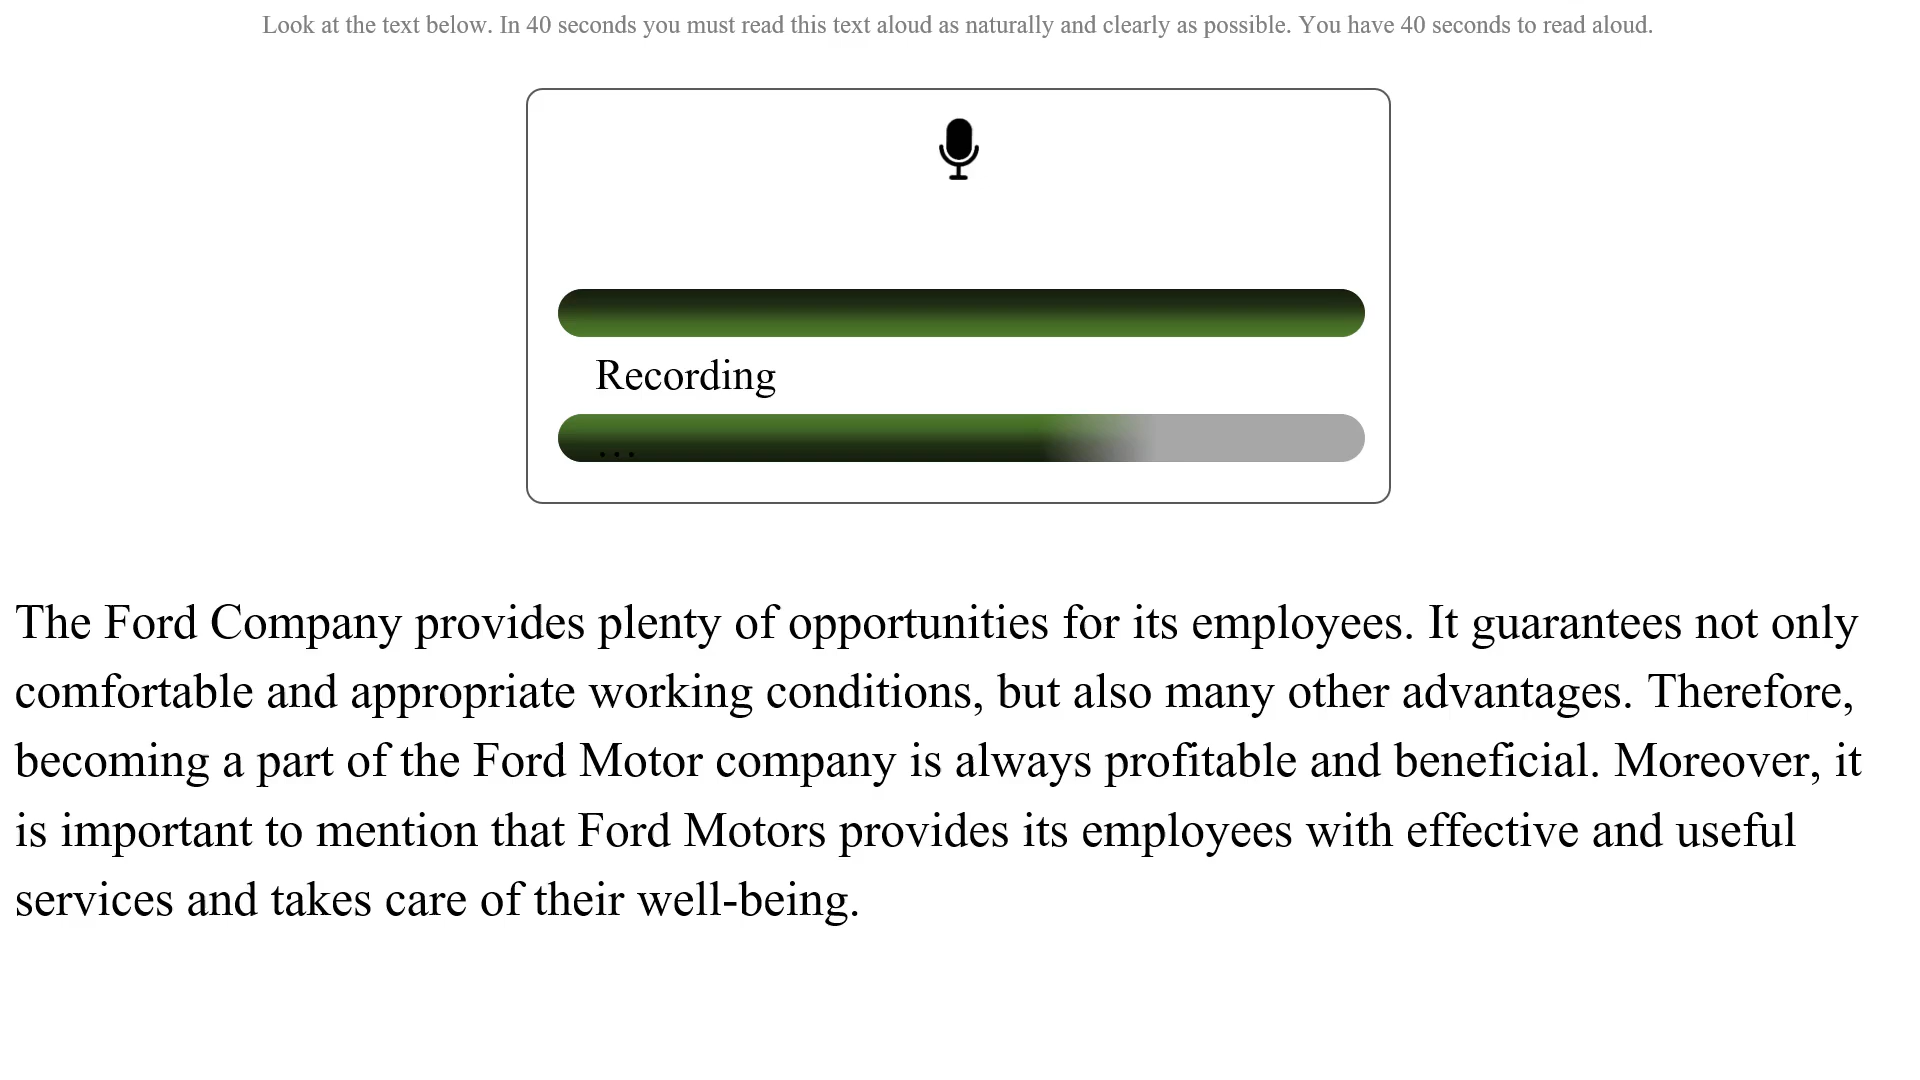 Look at the text below. In 40 seconds you must read this text aloud as naturally and clearly as possible. You have 40 seconds to read aloud.
Recording
...
The Ford Company provides plenty of opportunities for its employees. It guarantees not only
comfortable and appropriate working conditions, but also many other advantages. Therefore,
becoming a part of the Ford Motor company is always profitable and beneficial. Moreover, it
is important to mention that Ford Motors provides its employees with effective and useful
services and takes care of their well-being.